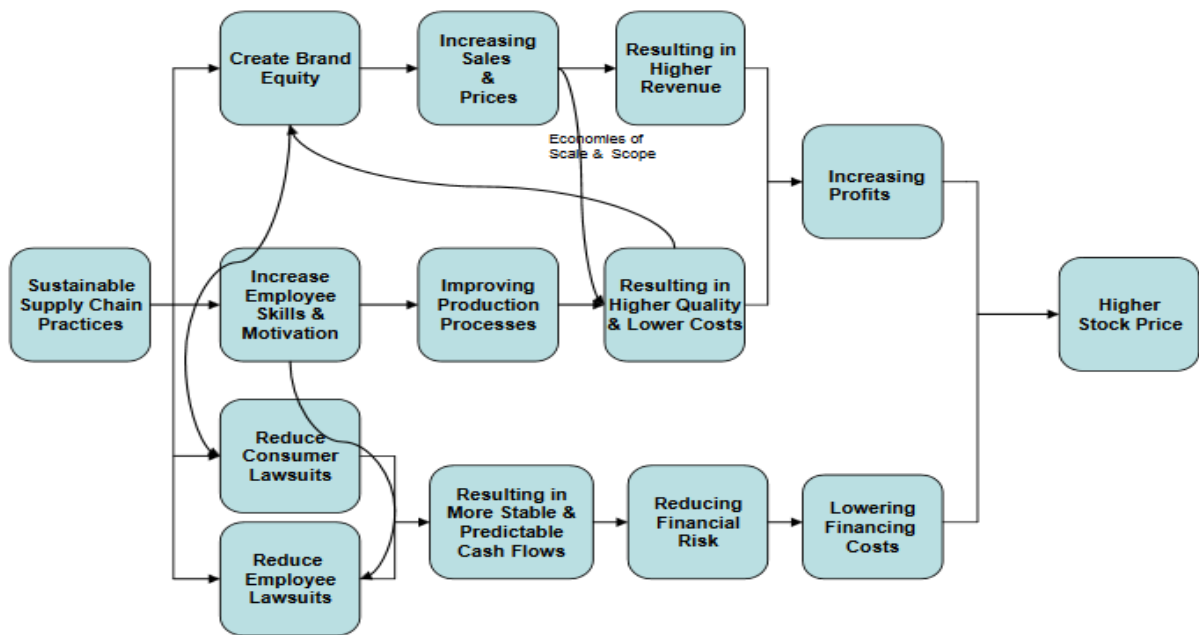 Create Brand
Equity
Increasing
Sales
&
Prices
Resulting in
Higher
Revenue
Economies of
Scale & Scope
Increasing
Profits
Sustainable
Supply Chain
Practices
Increase
Employee
Skills &
Motivation
Improving
Production
Processes
Resulting in
Higher Quality
& Lower Costs
Higher
Stock Price
Reduce
Consumer
Lawsuits
Resulting in
More Stable &
Predictable
Cash Flows
Reducing
Financial
Risk
Lowering
Financing
Costs
Reduce
Employee
Lawsuits